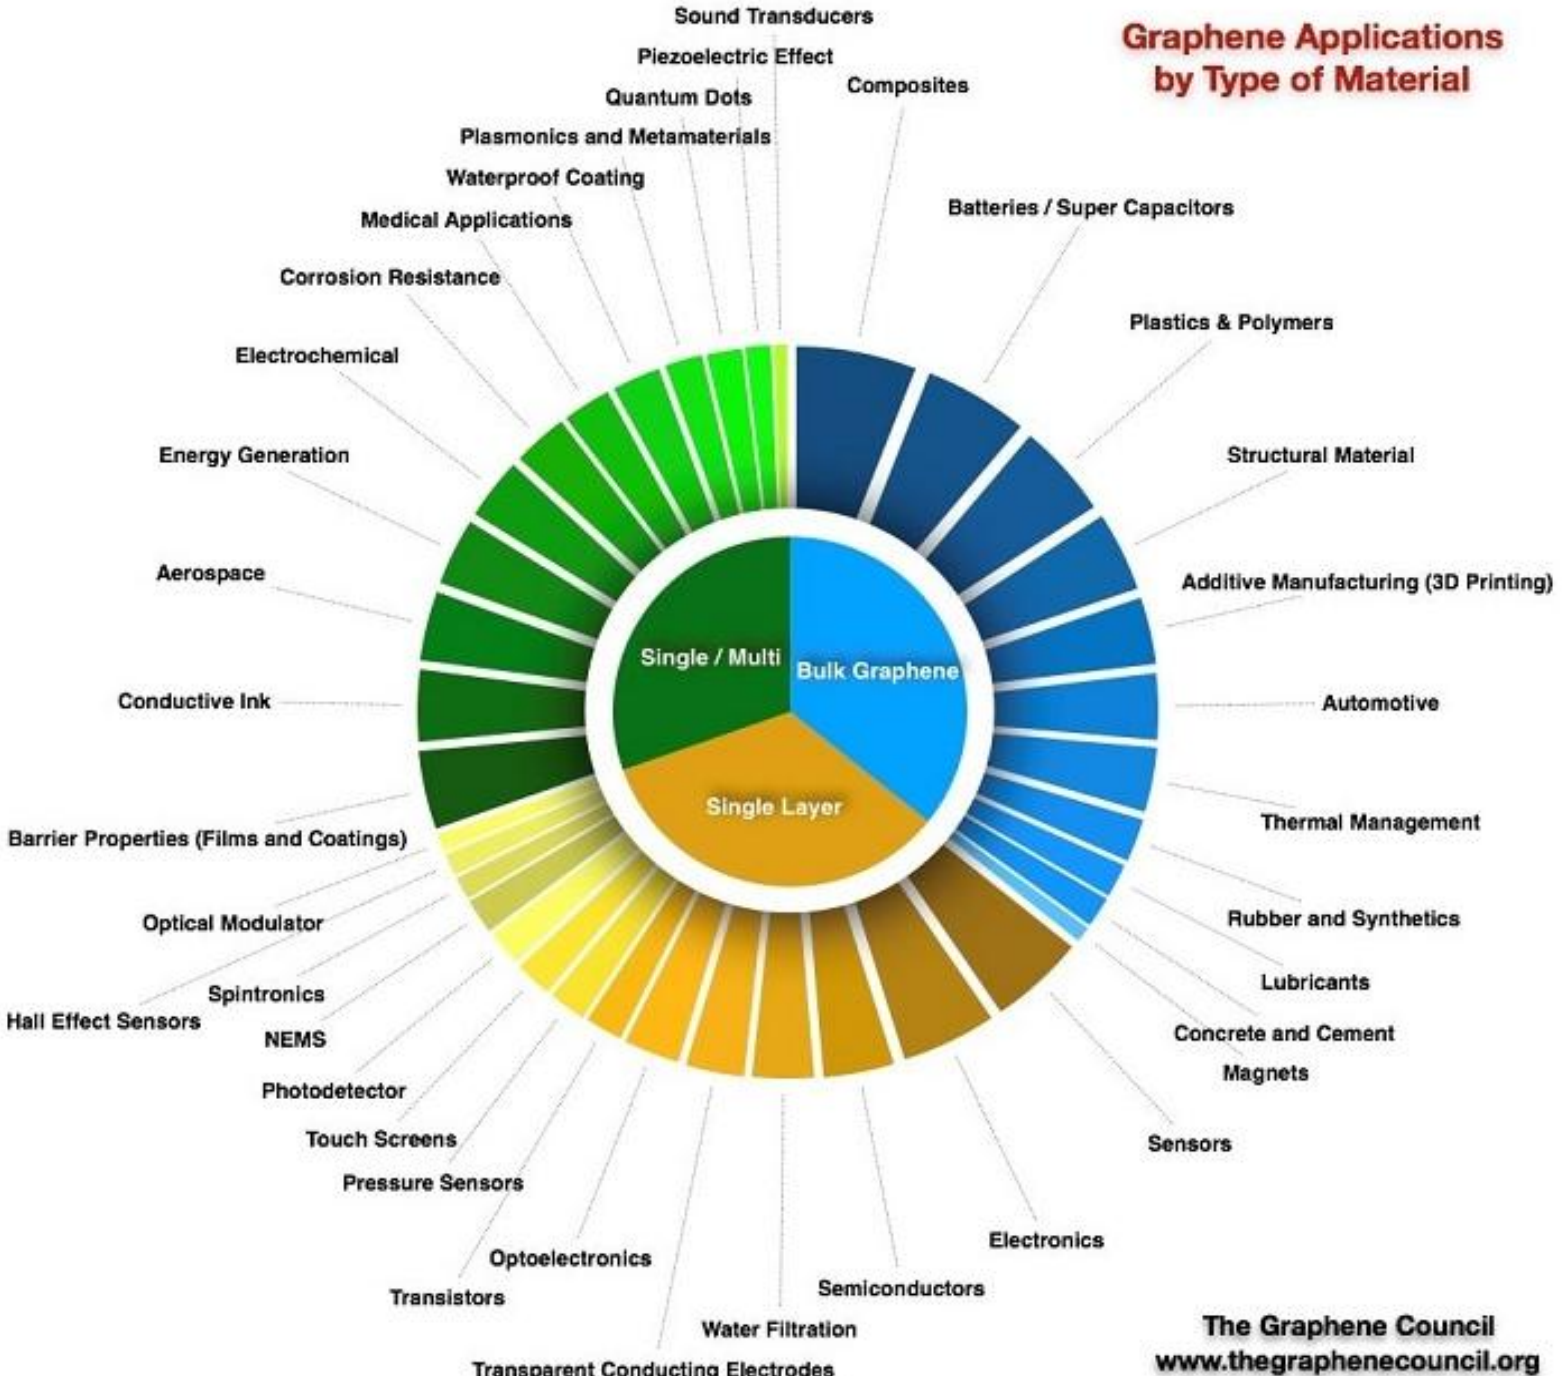 Graphene Applications
by Type of Material
Sound Transducers
Piezoelectric Effect
Composites
Quantum Dots
Plasmonics and Metamaterials
Waterproof Coating
Batteries / Super Capacitors
Medical Applications
Corrosion Resistance
Plastics & Polymers
Electrochemical
Energy Generation
Structural Material
Aerospace
Additive Manufacturing (3D Printing)
Single / Multi
Bulk Graphene
Conductive Ink
Automotive
Single Layer
Thermal Management
Barrier Properties (Films and Coatings)
Rubber and Synthetics
Optical Modulator
Lubricants
Spintronics
Hall Effect Sensors
Concrete and Cement
NEMS
Magnets
Photodetector
Touch Screens
Sensors
Pressure Sensors
Electronics
Optoelectronics
Semiconductors
Transistors
Water Filtration
Transparent Conducting Electrodes
The Graphene Council
www.thegraphenecouncil.org